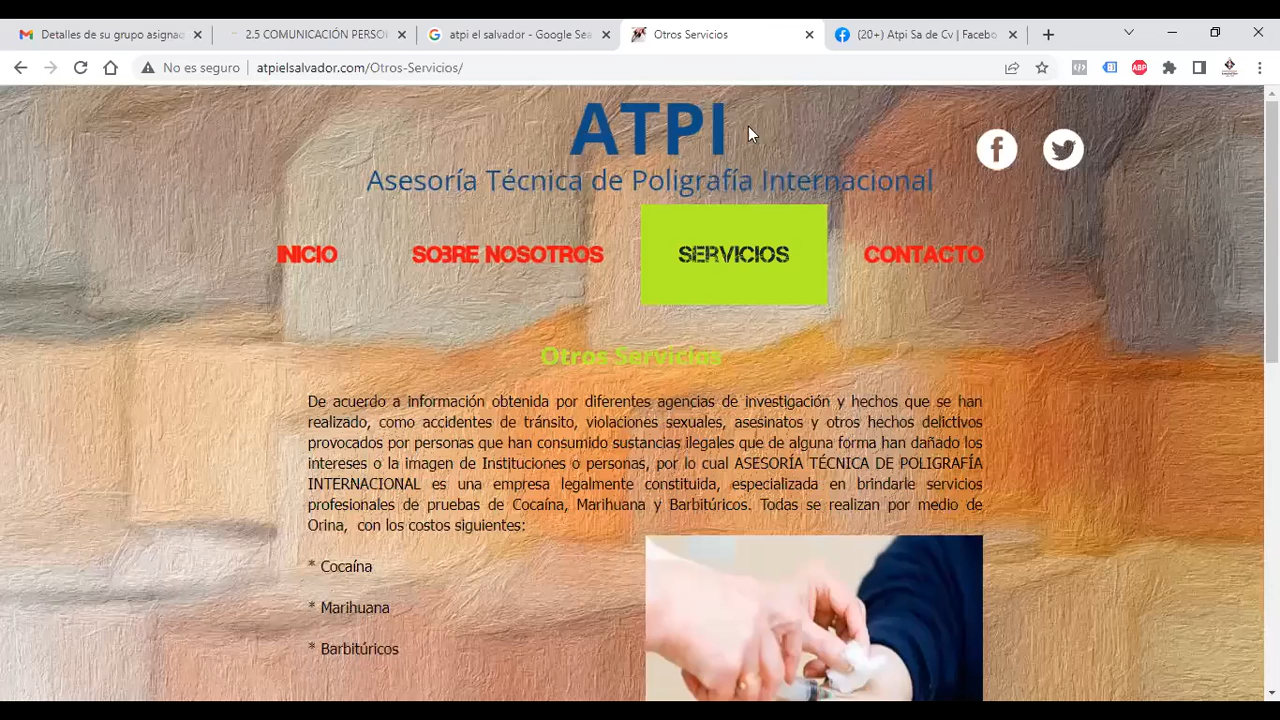 Detalles de su grupo asigna
2.5 COMUNICACIÓN PERSO
atpi el salvador - Google Sea
Otros Servicios
(20+) Atpi Sa de Cv | Facebo
No es seguro
atpielsalvador.com/Otros-Servicios/
ABP
ATPI
Asesoría Técnica de Poligrafía Internacional
INICIO
SOBRE NOSOTROS
SERVICIOS
CONTACTO
Otros Servicios
De acuerdo a información obtenida por diferentes agencias de investigación y hechos que se han
realizado, como accidentes de tránsito, violaciones sexuales, asesinatos y otros hechos delictivos
provocados por personas que han consumido sustancias ilegales que de alguna forma han dañado los
intereses o la imagen de Instituciones o personas, por lo cual ASESORÍA TÉCNICA DE POLIGRAFÍA
INTERNACIONAL es una empresa legalmente constituida, especializada en brindarle servicios
profesionales de pruebas de Cocaína, Marihuana y Barbitúricos. Todas se realizan por medio de
Orina, con los costos siguientes:
* Cocaína
* Marihuana
* Barbitúricos